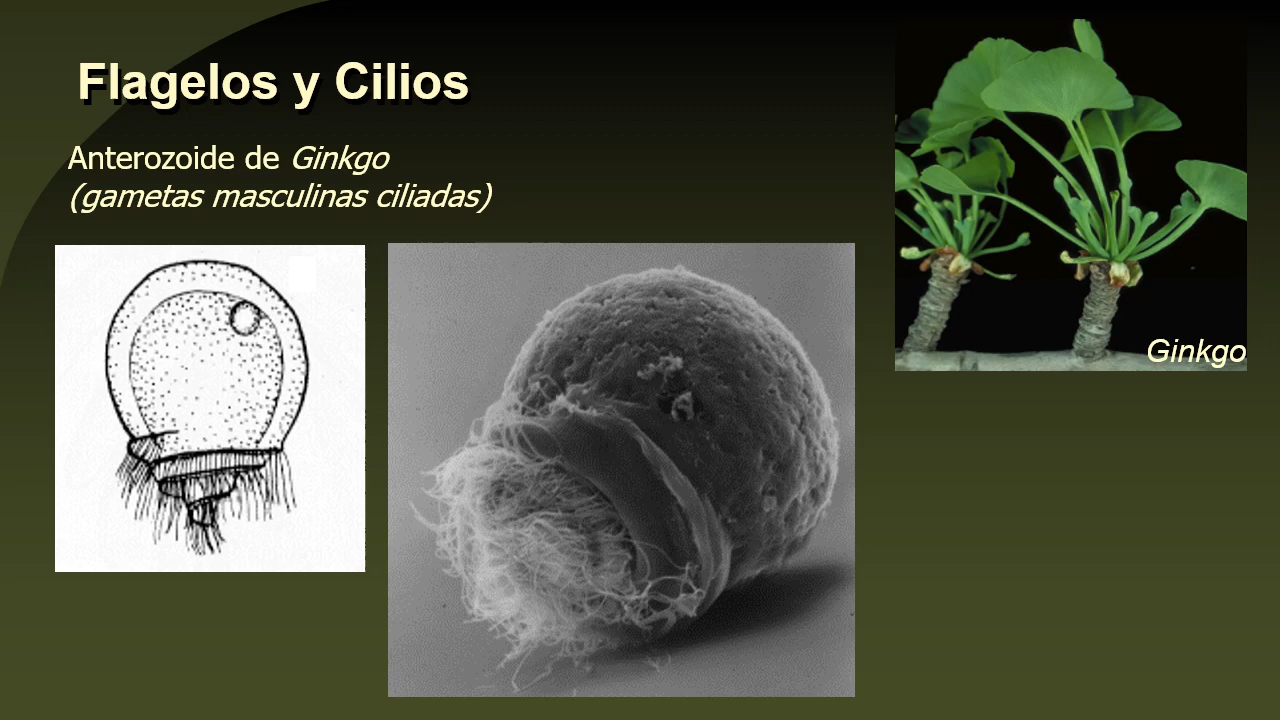 Flagelos y Cilios
Anterozoide de Ginkgo
(gametas masculinas ciliadas)
Ginkgo